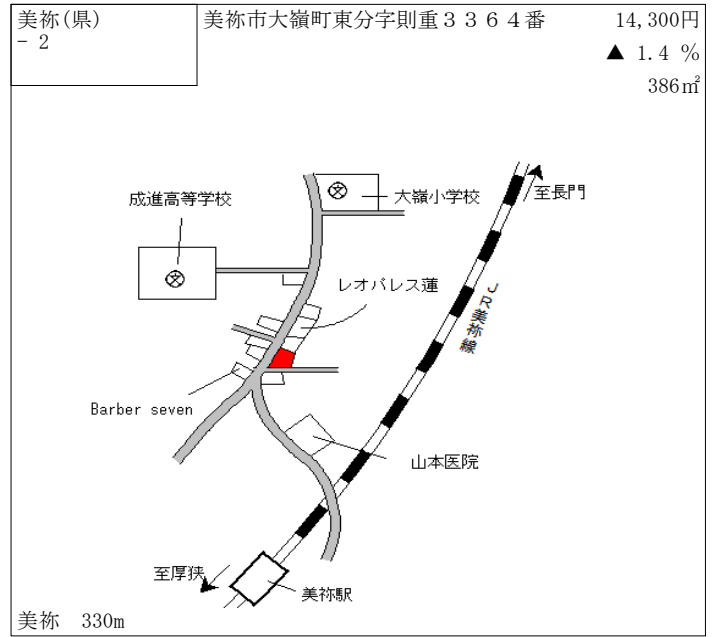 美祢(県)
- 2
美祢市大嶺町東分字則重３３６４番
14,300円
▲ 1.4 %
386㎡
成進高等学校
大嶺小学校
至長門
レオパレス蓮
ＪＲ美祢線
Barber seven
山本医院
至厚狭
美祢駅
美祢 330m